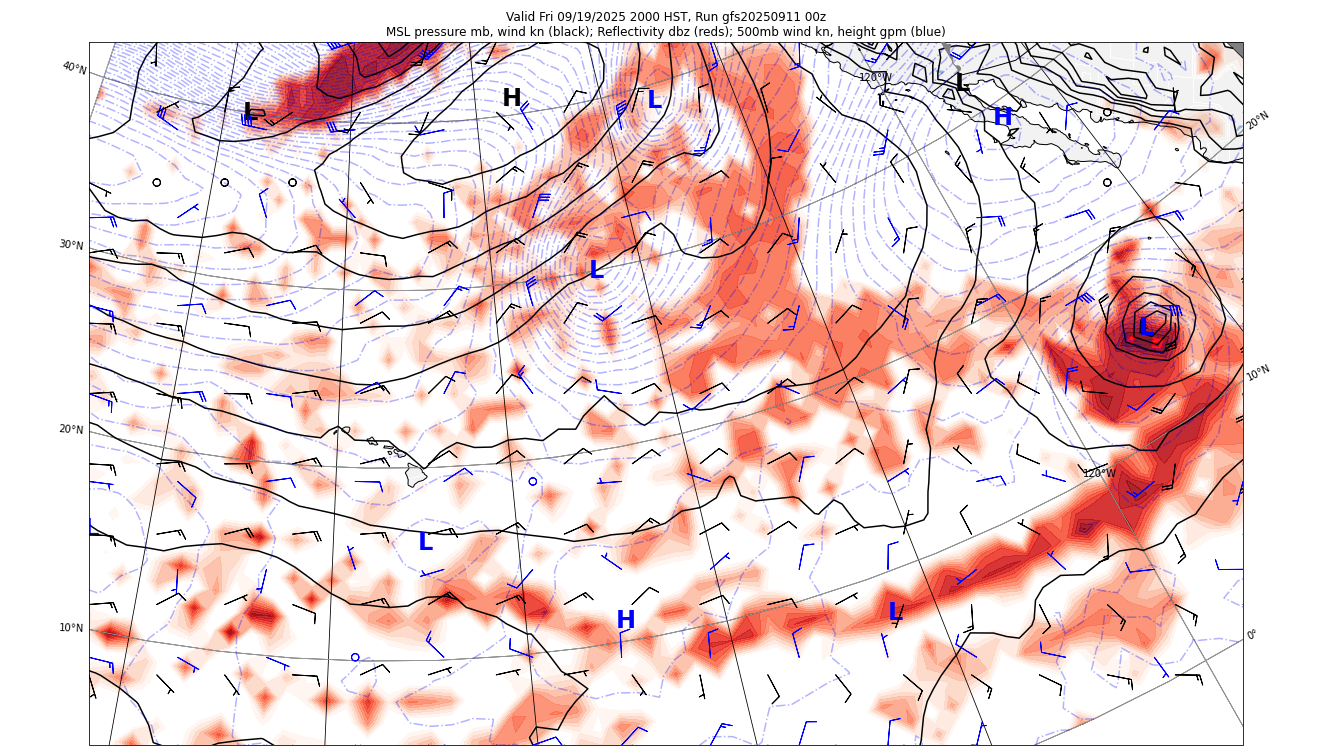 Valid Fri 09/19/2025 2000 HST, Run gfs20250911 00z
MSL pressure mb, wind kn (black); Reflectivity dbz (reds); 500mb wind kn, height gpm (blue)
40°N
120°W
L
H
L
L
H
20°N
30°N
L
L
10°N
20°N
120°W
L
10°N
H
L
0°